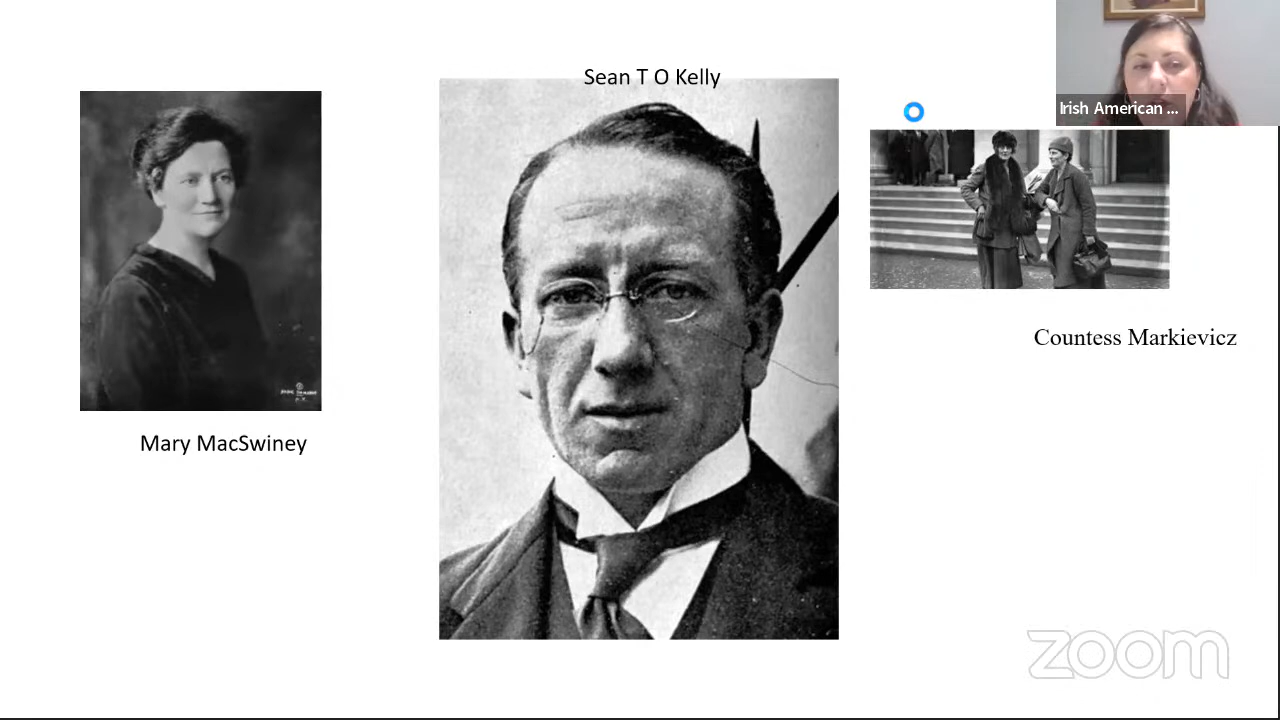 Sean T O Kelly
Irish American ...
Countess Markievicz
Mary MacSwiney
zoom